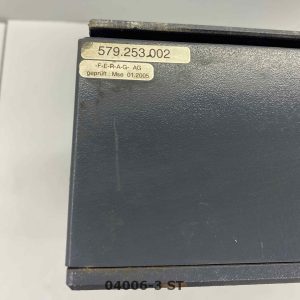 579.253.002
-F-E-R-A-G- AG
geprüft : Mse 01.2005
04006-3 ST